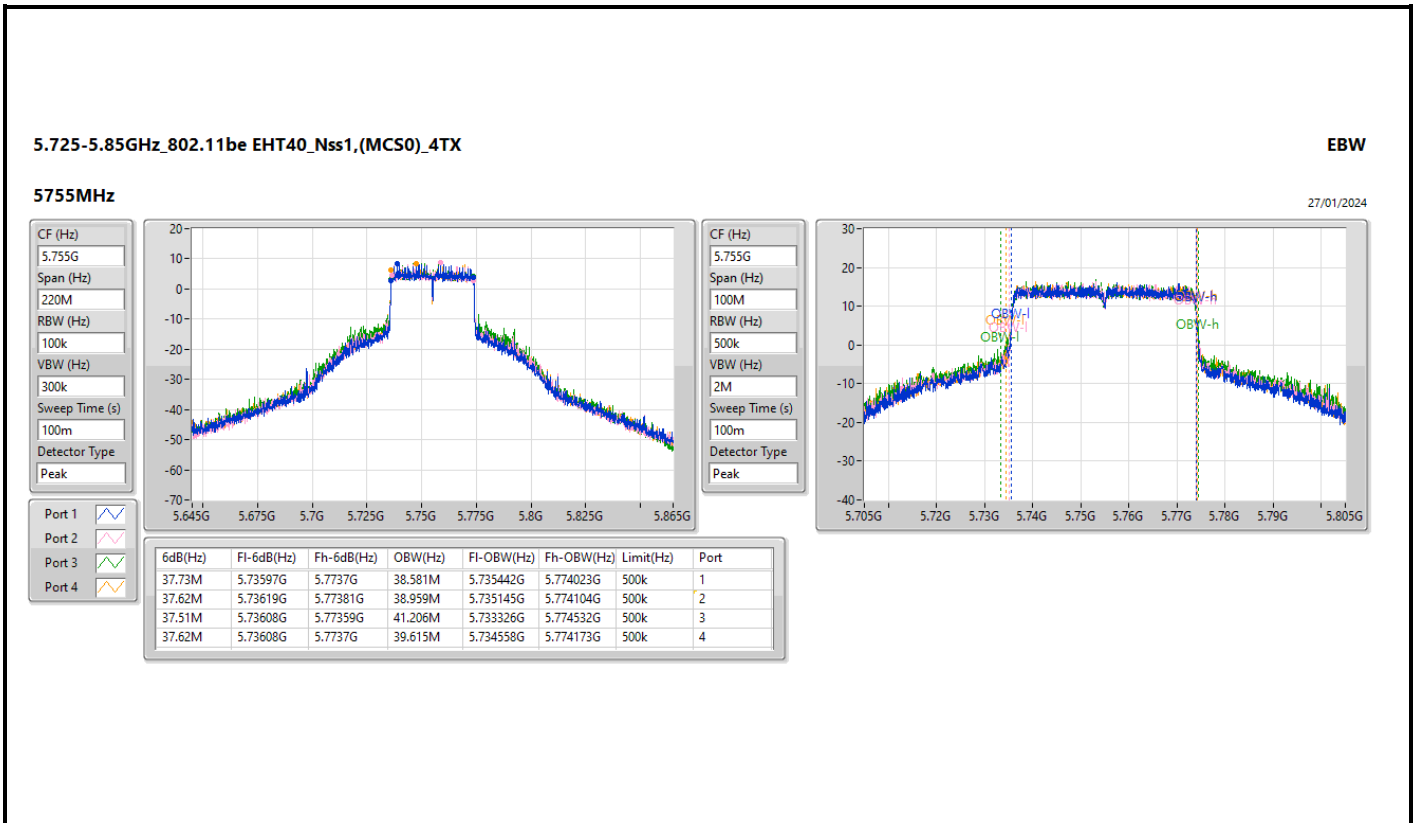 5.725-5.85GHz_802.11be EHT40_Nss1,(MCS0)_4TX
EBW
5755MHz
27/01/2024
CF (Hz)
5.755G
Span (Hz)
220M
RBW (Hz)
100k
VBW (Hz)
300k
Sweep Time (s)
100m
Detector Type
Peak
20
10
0
-10
-20
-30
-40
-50
-60
-70
5.645G 5.675G 5.7G 5.725G 5.75G 5.775G 5.8G 5.825G 5.865G
CF (Hz)
5.755G
Span (Hz)
100M
RBW (Hz)
500k
VBW (Hz)
2M
Sweep Time (s)
100m
Detector Type
Peak
30
20
10
0
-10
-20
-30
-40
OBW-h
OBW-l
OBW-l
OBW-l
OBW-h
OBW-l
5.705G 5.72G 5.73G 5.74G 5.75G 5.76G 5.77G 5.78G 5.79G 5.805G
Port 1
Port 2
Port 3
Port 4
6dB(Hz) Fl-6dB(Hz) Fh-6dB(Hz) OBW(Hz) Fl-OBW(Hz) Fh-OBW(Hz) Limit(Hz) Port
37.73M 5.73597G 5.7737G 38.581M 5.735442G 5.774023G 500k 1
37.62M 5.73619G 5.77381G 38.959M 5.735145G 5.774104G 500k 2
37.51M 5.73608G 5.77359G 41.206M 5.733326G 5.774532G 500k 3
37.62M 5.73608G 5.7737G 39.615M 5.734558G 5.774173G 500k 4